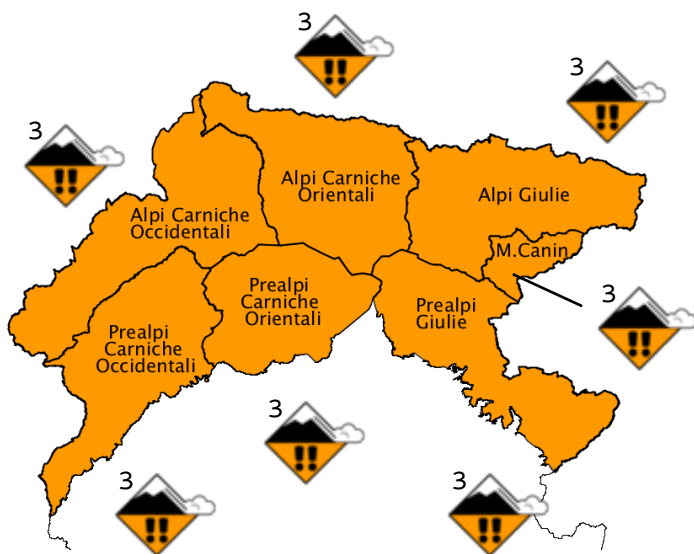 3
3
3
Alpi Carniche
Orientali
Alpi Giulie
Alpi Carniche
Occidentali
M.Canin
3
Prealpi
Carniche
Orientali
Prealpi
Giulie
Prealpi
Carniche
Occidentali
3
3
3
!!
!!
!!
!!
!!
!!
!!